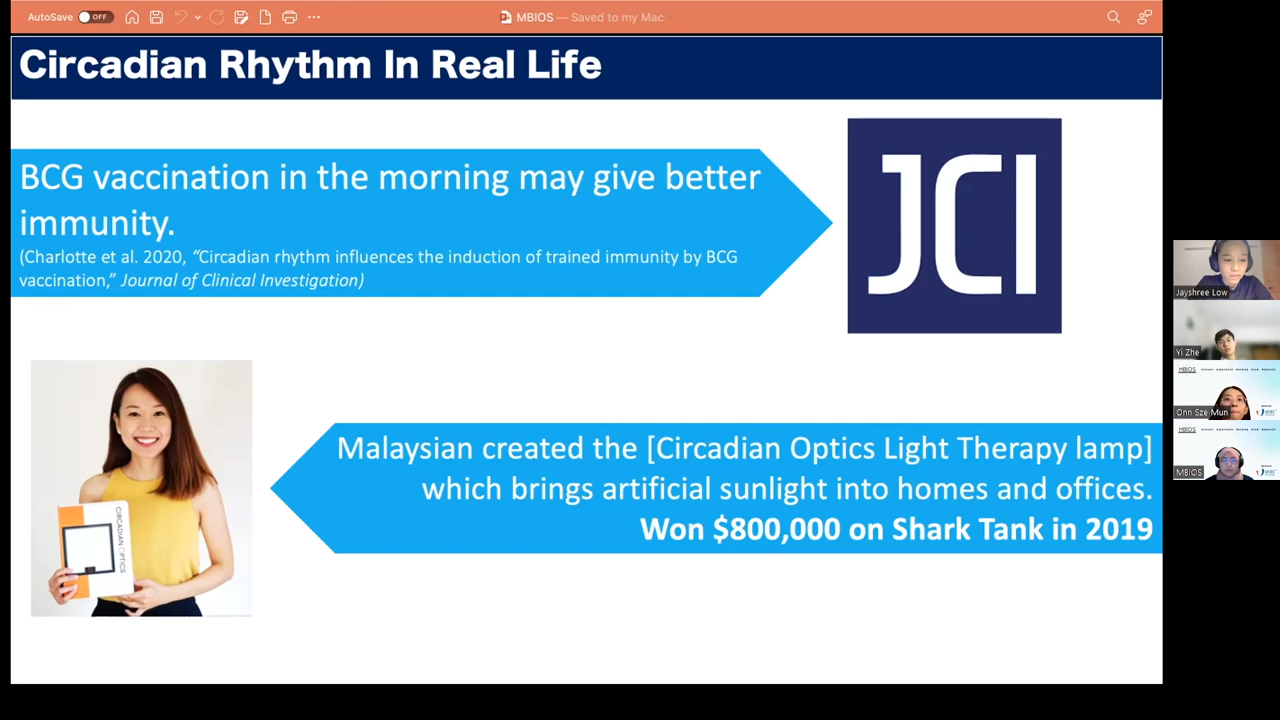 AutoSave OFF
MBIOS — Saved to my Mac
Circadian Rhythm In Real Life
BCG vaccination in the morning may give better
immunity.
(Charlotte et al. 2020, “Circadian rhythm influences the induction of trained immunity by BCG
vaccination,” Journal of Clinical Investigation)
JCI
CIRCADIAN OPTICS
Malaysian created the [Circadian Optics Light Therapy lamp]
which brings artificial sunlight into homes and offices.
Won $800,000 on Shark Tank in 2019
Jayshree Low
Yi Zhe
MBIOS
Onn Sze Mun
MBIOS
MBIOS